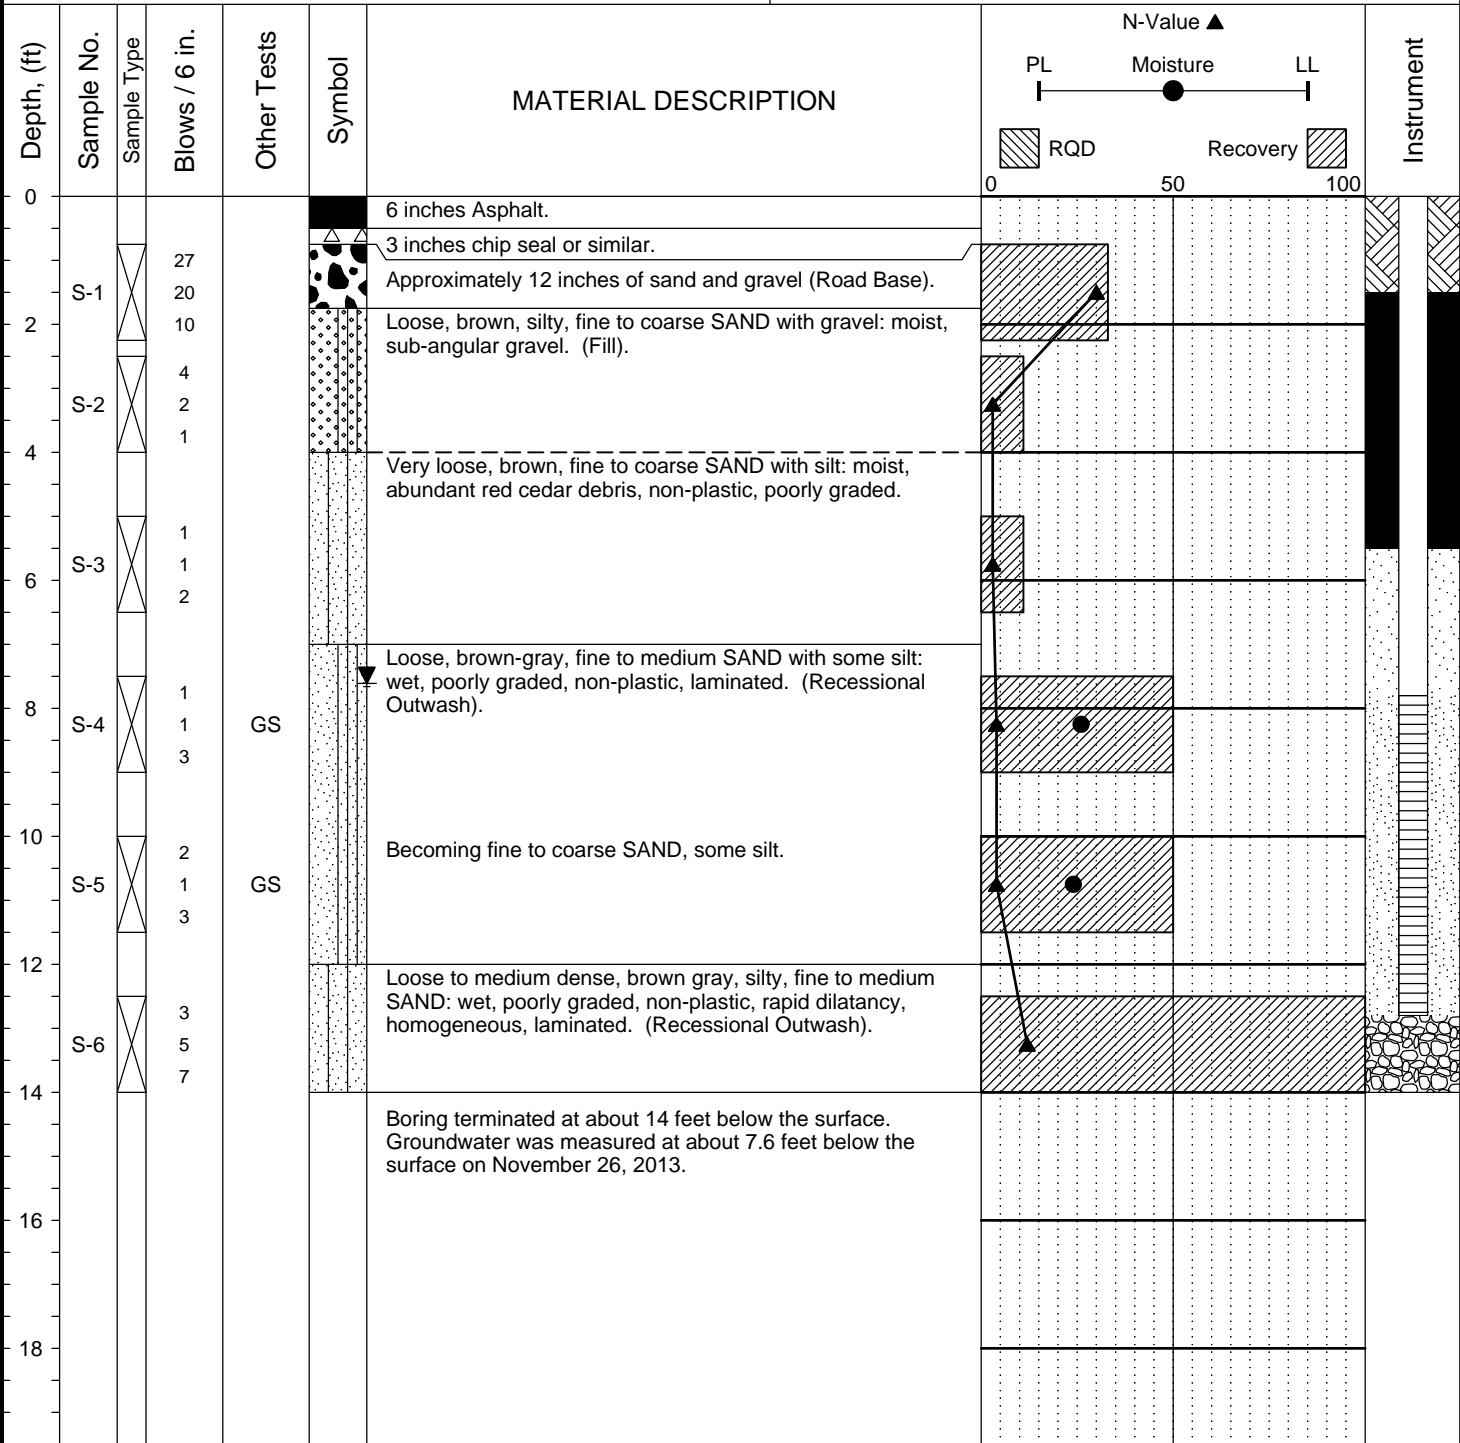 Depth, (ft)
Sample No.
Sample Type
Blows / 6 in.
Other Tests
Symbol
MATERIAL DESCRIPTION
N-Value
PL Moisture LL
RQD Recovery
0 50 100
Instrument
0
6 inches Asphalt.
3 inches chip seal or similar.
27
Approximately 12 inches of sand and gravel (Road Base).
S-1 20
2 10
Loose, brown, silty, fine to coarse SAND with gravel: moist,
sub-angular gravel. (Fill).
4
S-2 2
1
4
Very loose, brown, fine to coarse SAND with silt: moist,
abundant red cedar debris, non-plastic, poorly graded.
1
S-3 1
6
2
Loose, brown-gray, fine to medium SAND with some silt:
wet, poorly graded, non-plastic, laminated. (Recessional
Outwash).
1
8
S-4 1 GS
3
10
Becoming fine to coarse SAND, some silt.
2
S-5 1 GS
3
12
Loose to medium dense, brown gray, silty, fine to medium
SAND: wet, poorly graded, non-plastic, rapid dilatancy,
homogeneous, laminated. (Recessional Outwash).
3
S-6 5
7
14
Boring terminated at about 14 feet below the surface.
Groundwater was measured at about 7.6 feet below the
surface on November 26, 2013.
16
18